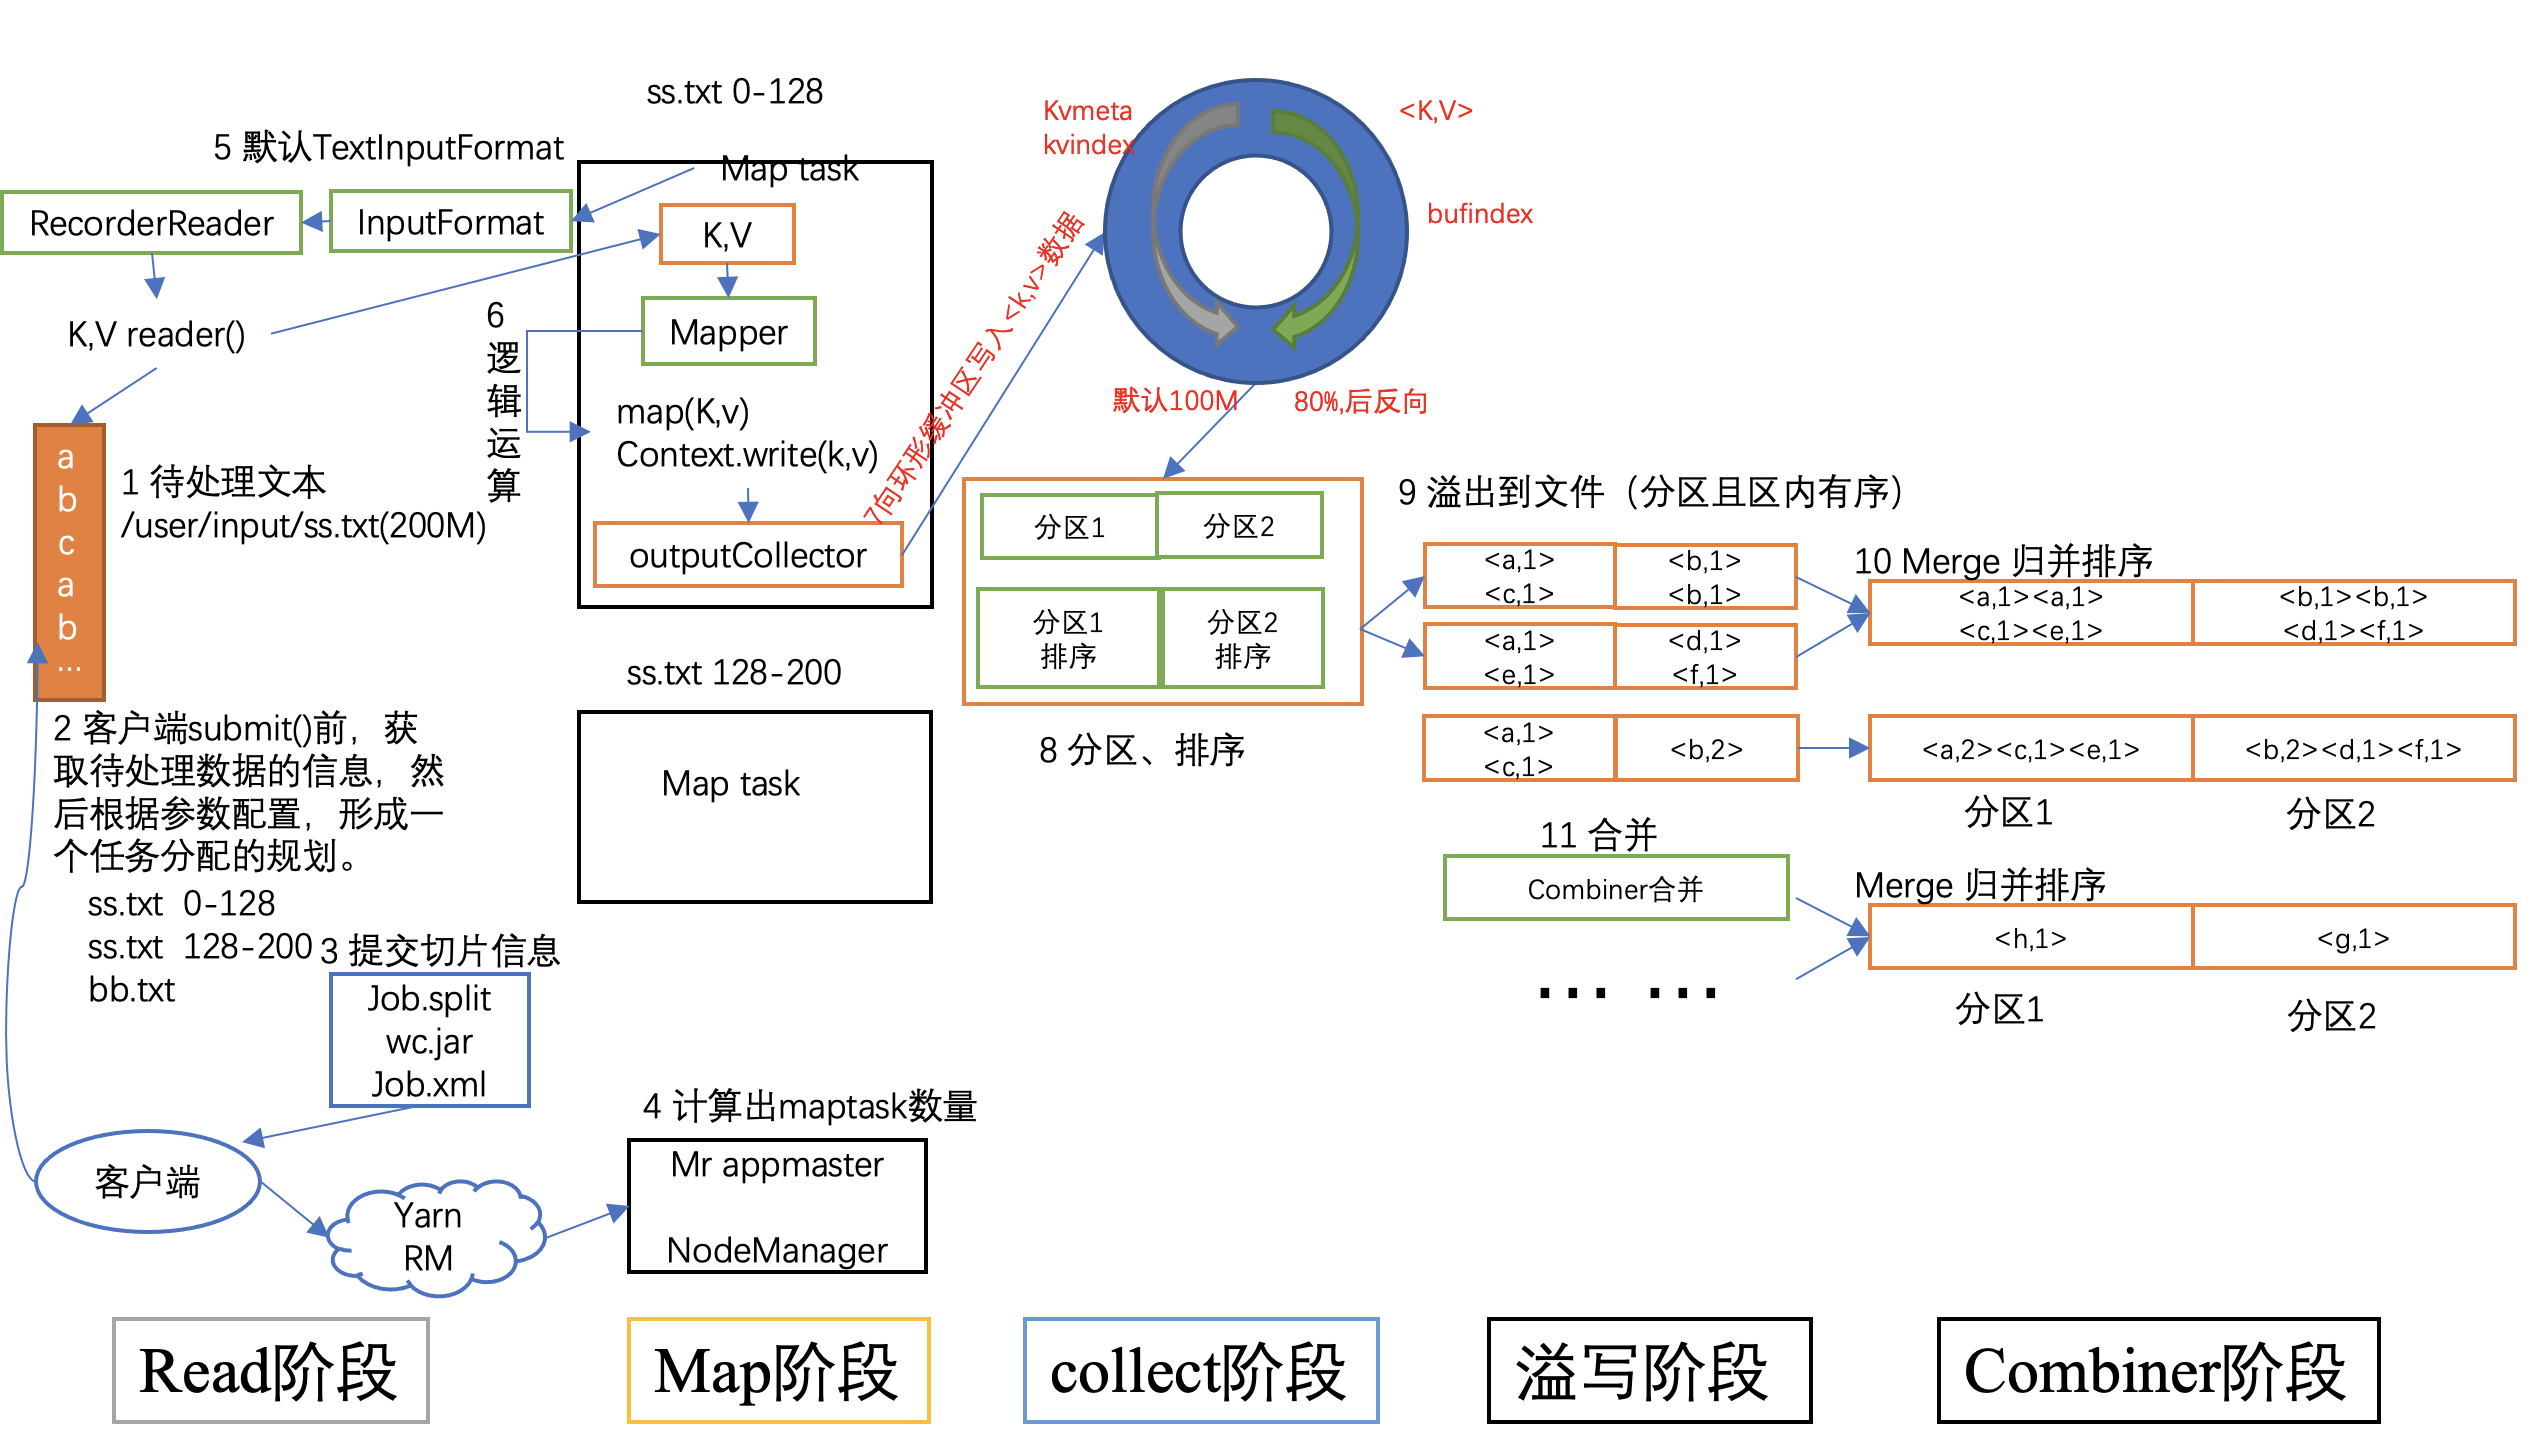 ss.txt 0-128
5 默认TextInputFormat
Map task
RecorderReader
InputFormat
K,V
K,V reader()
6
逻
辑
运
算
Mapper
map(K,v)
Context.write(k,v)
outputCollector
a
b
c
a
b
...
1 待处理文本
/user/input/ss.txt(200M)
7向环形缓冲区写入<k,v>数据
Kvmeta
kvindex
<K,V>
bufindex
默认100M
80%,后反向
分区1
分区2
分区1
排序
分区2
排序
8 分区、排序
9 溢出到文件（分区且区内有序）
<a,1>
<c,1>
<b,1>
<b,1>
<a,1>
<e,1>
<d,1>
<f,1>
10 Merge 归并排序
<a,1><a,1>
<c,1><e,1>
<b,1><b,1>
<d,1><f,1>
<a,1>
<c,1>
<b,2>
<a,2><c,1><e,1>
<b,2><d,1><f,1>
分区1
分区2
11 合并
Combiner合并
... ...
Merge 归并排序
<h,1>
<g,1>
分区1
分区2
ss.txt 128-200
Map task
2 客户端submit()前，获
取待处理数据的信息，然
后根据参数配置，形成一
个任务分配的规划。
ss.txt 0-128
ss.txt 128-200
bb.txt
3 提交切片信息
Job.split
wc.jar
Job.xml
客户端
Yarn
RM
4 计算出maptask数量
Mr appmaster
NodeManager
Read阶段
Map阶段
collect阶段
溢写阶段
Combiner阶段